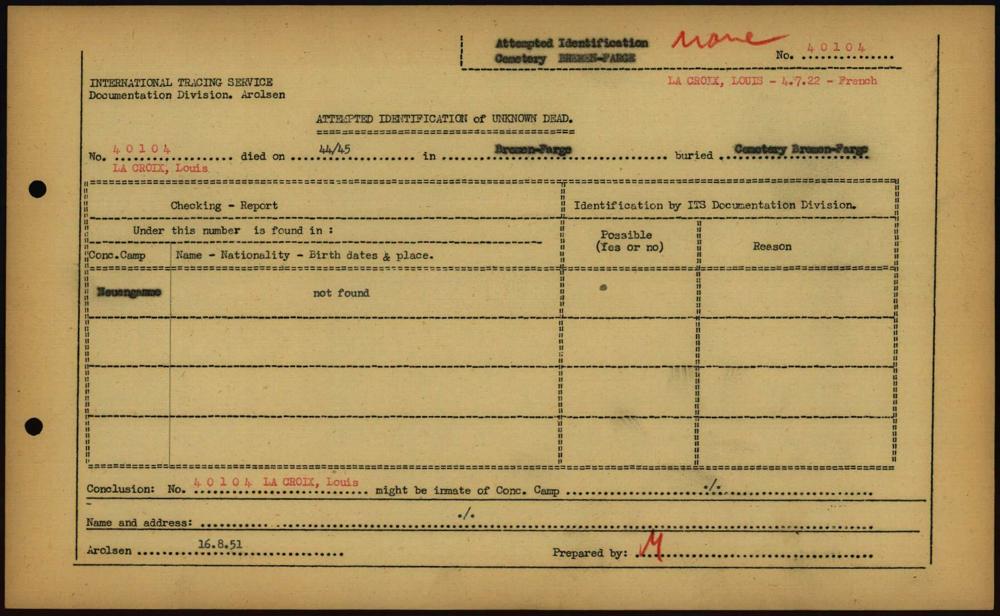 Attempted Identification
Cemetery BREMEN-FARGE
None
No. 40104
INTERNATIONAL TRACING SERVICE
Documentation Division. Arolsen
LA CROIX, LOUIS - 4.7.22 - French
ATTEMPTED IDENTIFICATION of UNKNOWN DEAD.
No. 40104 died on 44/45 in Bremen-Farge buried Cemetery Bremen-Farge
LA CROIX, Louis
Checking - Report
Identification by ITS Documentation Division.
Under this number is found in :
Possible
(Yes or no)
Reason
Conc.Camp
Name - Nationality - Birth dates & place.
Neuengamme
not found
Conclusion: No. 40104 LA CROIX, Louis might be inmate of Conc. Camp ./.
Name and address: ./.
Arolsen 16.8.51
Prepared by: M